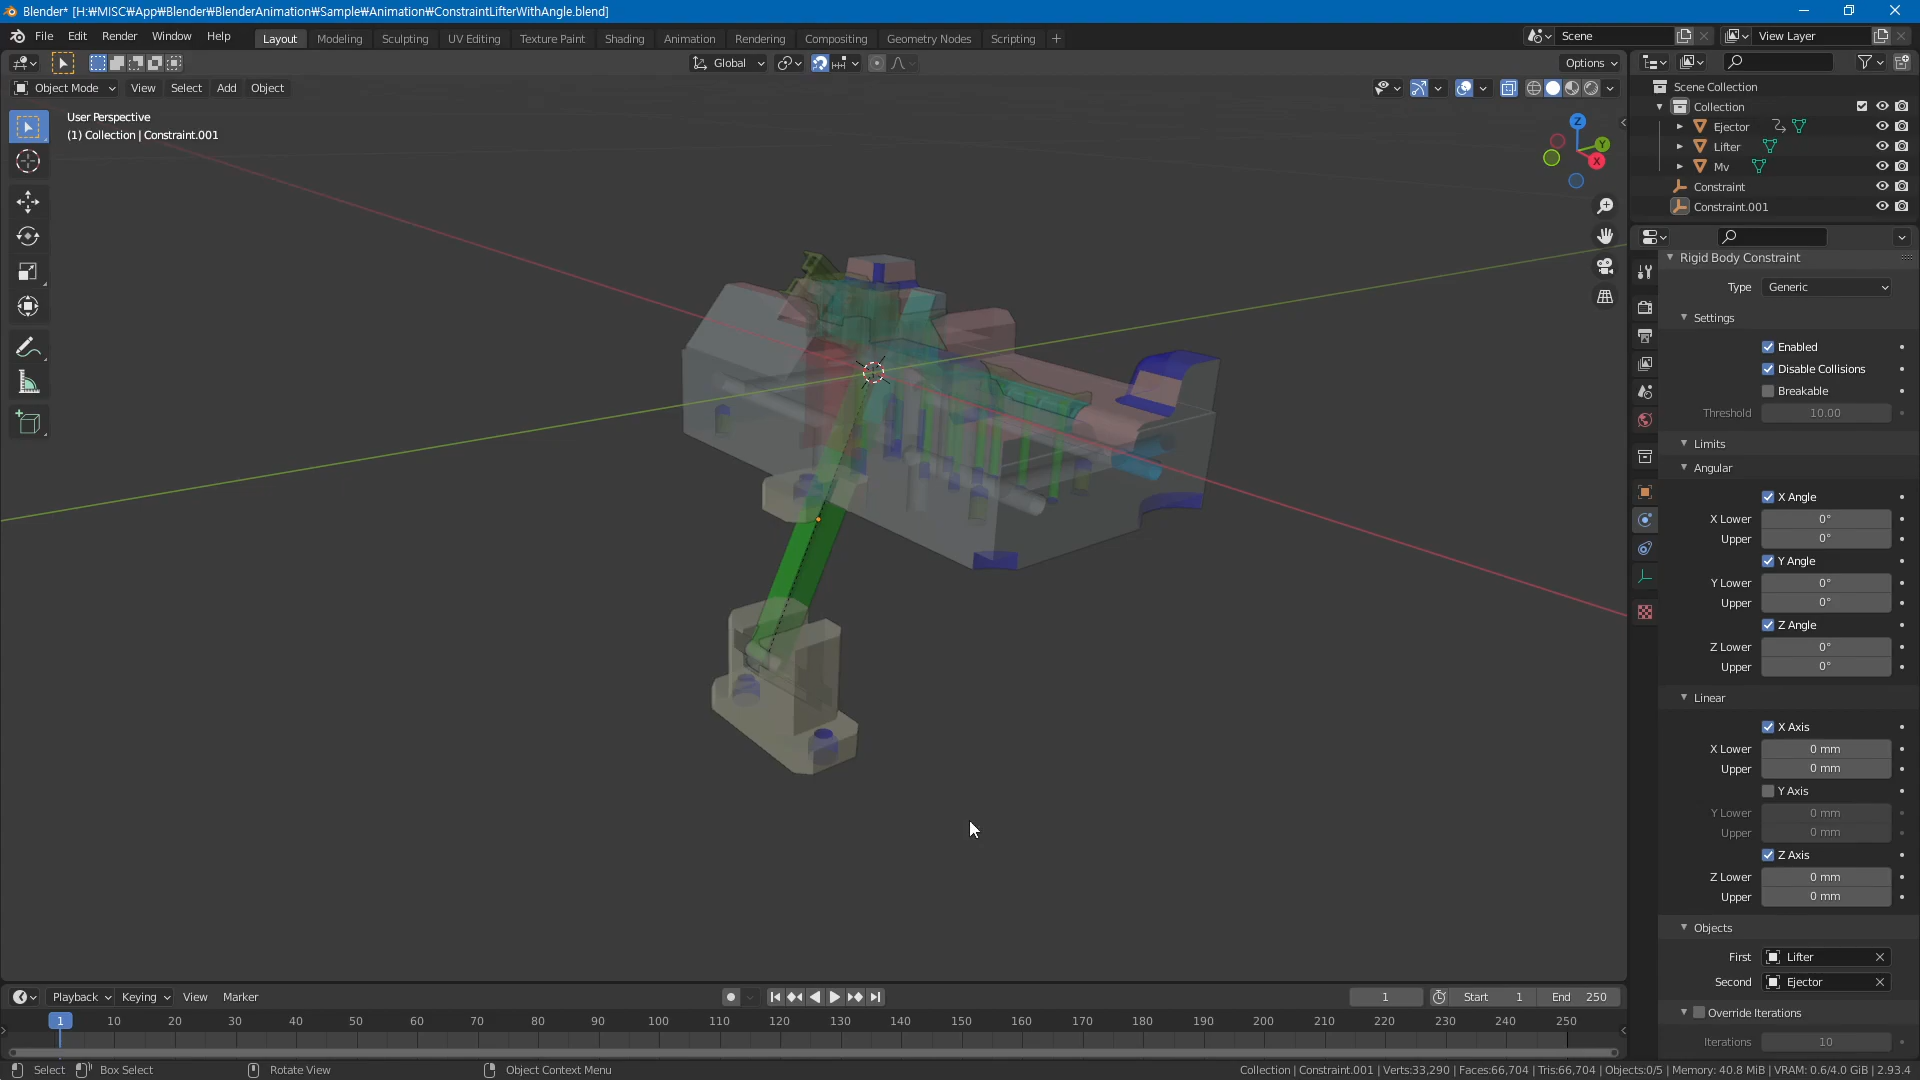 Blender* [H:₩MISC₩App₩Blender₩BlenderAnimation₩Sample₩Animation₩ConstraintLifterWithAngle.blend]
File Edit Render Window Help Layout Modeling Sculpting UV Editing Texture Paint Shading Animation Rendering Compositing Geometry Nodes Scripting + Scene View Layer
Global Options
Object Mode View Select Add Object
User Perspective
(1) Collection | Constraint.001
Z
Y
X
Scene Collection
Collection
Ejector
Lifter
Mv
Constraint
Constraint.001
Rigid Body Constraint
Type Generic
Settings
Enabled
Disable Collisions
Breakable
Threshold 10.00
Limits
Angular
X Angle
X Lower 0°
Upper 0°
Y Angle
Y Lower 0°
Upper 0°
Z Angle
Z Lower 0°
Upper 0°
Linear
X Axis
X Lower 0 mm
Upper 0 mm
Y Axis
Y Lower 0 mm
Upper 0 mm
Z Axis
Z Lower 0 mm
Upper 0 mm
Objects
First Lifter
Second Ejector
Override Iterations
Iterations 10
Playback Keying View Marker 1 Start 1 End 250
1 10 20 30 40 50 60 70 80 90 100 110 120 130 140 150 160 170 180 190 200 210 220 230 240 250
Select Box Select Rotate View Object Context Menu Collection | Constraint.001 | Verts:33,290 | Faces:66,704 | Tris:66,704 | Objects:0/5 | Memory: 40.8 MiB | VRAM: 0.6/4.0 GiB | 2.93.4